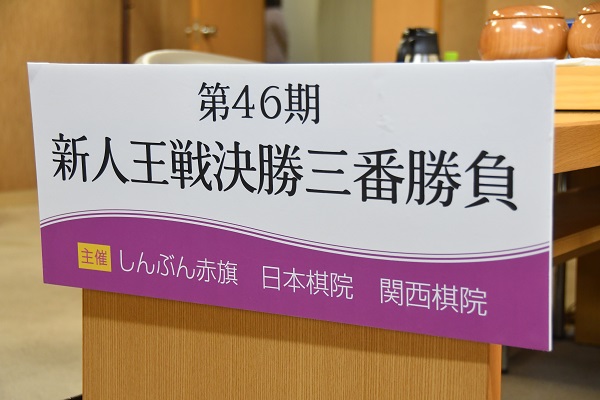 第46期
新人王戦決勝三番勝負
主催 しんぶん赤旗 日本棋院 関西棋院